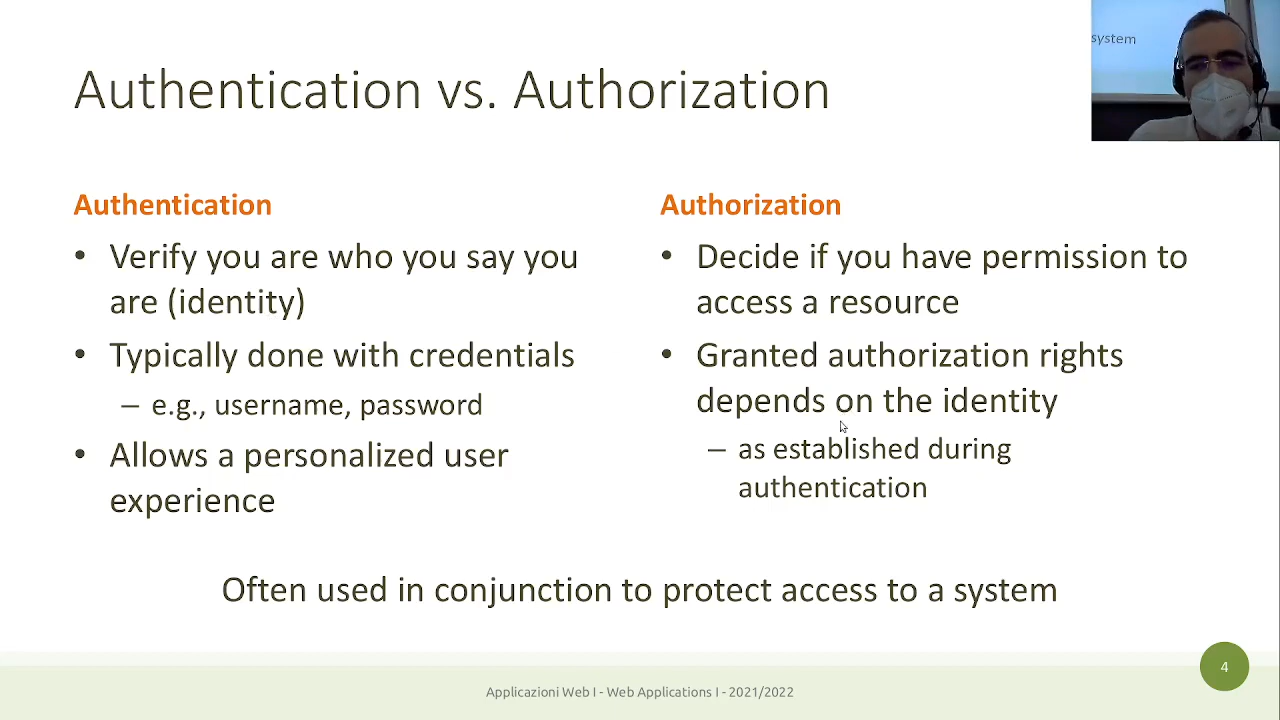 system
Authentication vs. Authorization
Authentication
• Verify you are who you say you
are (identity)
• Typically done with credentials
– e.g., username, password
• Allows a personalized user
experience
Authorization
• Decide if you have permission to
access a resource
• Granted authorization rights
depends on the identity
– as established during
authentication
Often used in conjunction to protect access to a system
4
Applicazioni Web I - Web Applications I - 2021/2022